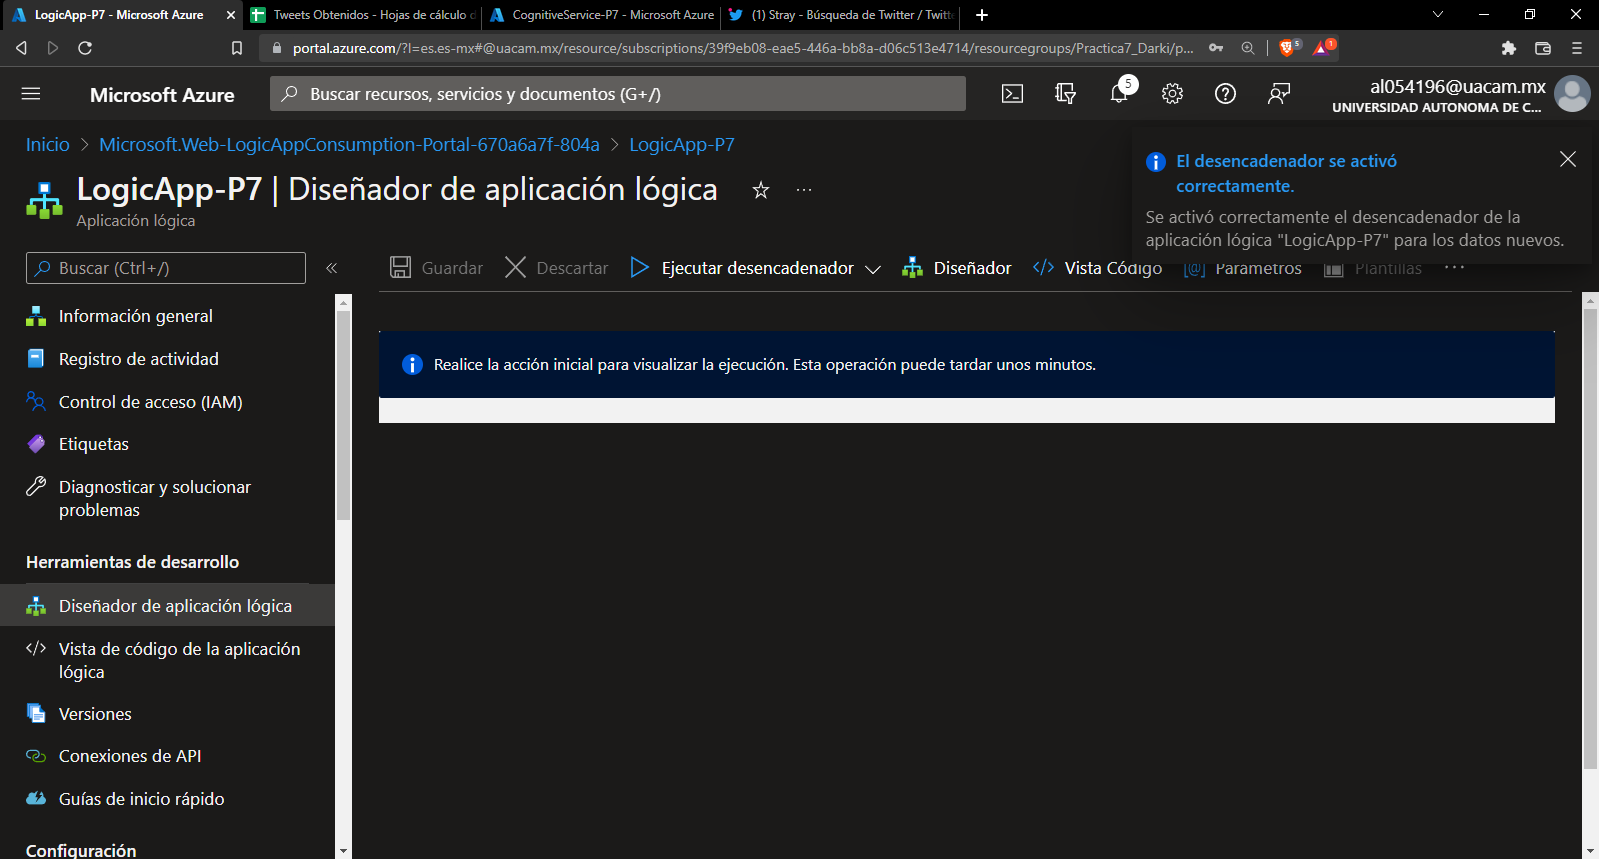 LogicApp-P7 - Microsoft Azure
Tweets Obtenidos - Hojas de cálculo d
CognitiveService-P7 - Microsoft Azure
(1) Stray - Búsqueda de Twitter / Twitte
portal.azure.com/?l=es.es-mx#@uacam.mx/resource/subscriptions/39f9eb08-eae5-446a-bb8a-d06c513e4714/resourcegroups/Practica7_Darki/p...
5
1
Microsoft Azure
Buscar recursos, servicios y documentos (G+/)
5
al054196@uacam.mx
UNIVERSIDAD AUTONOMA DE C...
Inicio > Microsoft.Web-LogicAppConsumption-Portal-670a6a7f-804a > LogicApp-P7
LogicApp-P7 | Diseñador de aplicación lógica
Aplicación lógica
El desencadenador se activó
correctamente.
Se activó correctamente el desencadenador de la
aplicación lógica "LogicApp-P7" para los datos nuevos.
Buscar (Ctrl+/)
Guardar
Descartar
Ejecutar desencadenador
Diseñador
Vista Código
Parámetros
Plantillas
Realice la acción inicial para visualizar la ejecución. Esta operación puede tardar unos minutos.
Información general
Registro de actividad
Control de acceso (IAM)
Etiquetas
Diagnosticar y solucionar
problemas
Herramientas de desarrollo
Diseñador de aplicación lógica
Vista de código de la aplicación
lógica
Versiones
Conexiones de API
Guías de inicio rápido
Configuración